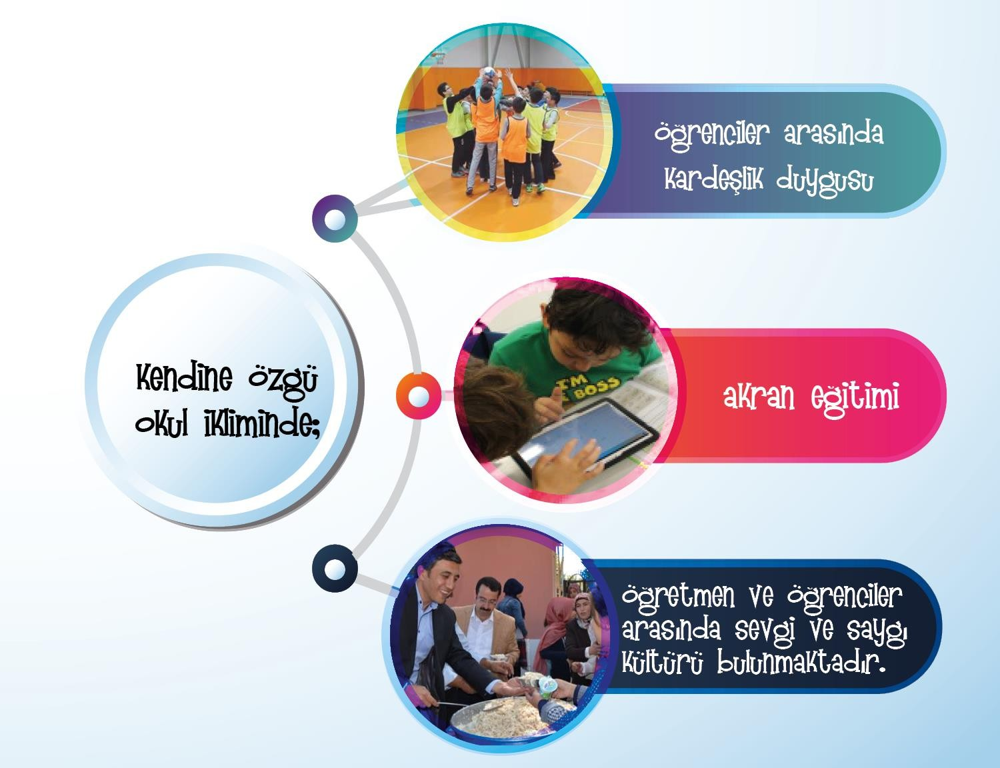 Kendine özgü
okul ikliminde;
öğrenciler arasında
kardeşlik duygusu
I'M
BOSS
akran eğitimi
öğretmen ve öğrenciler
arasında sevgi ve saygı
kültürü bulunmaktadır.